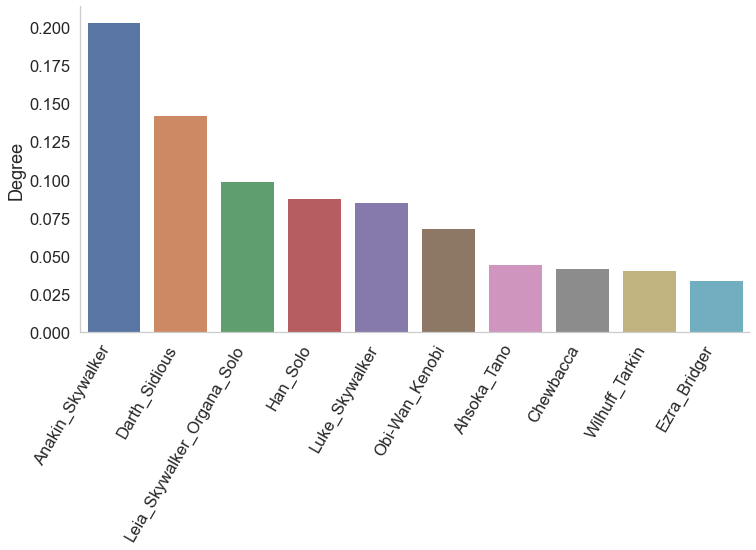 0.200
0.175
0.150
0.125
0.100
0.075
0.050
0.025
0.000
Degree
Anakin_Skywalker
Darth_Sidious
Leia_Skywalker_Organa_Solo
Han_Solo
Luke_Skywalker
Obi-Wan_Kenobi
Ahsoka_Tano
Chewbacca
Wilhuff_Tarkin
Ezra_Bridger